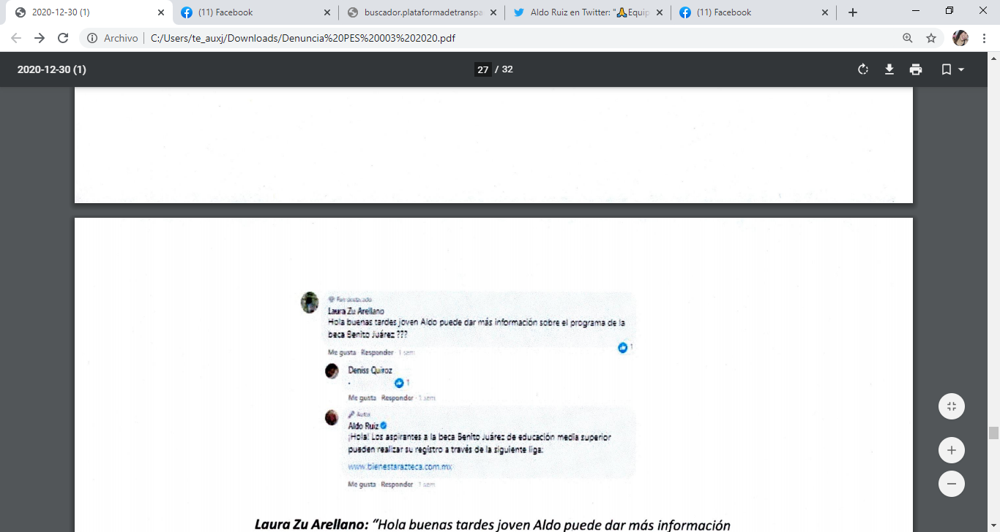 2020-12-30 (1)
(11) Facebook
buscador.plataformadetranspa
Aldo Ruiz en Twitter: "🙏Equip
(11) Facebook
Archivo
C:/Users/te_auxj/Downloads/Denuncia%20PES%20003%202020.pdf
2020-12-30 (1)
27 / 32
Fan destacado
Laura Zu Arellano
Hola buenas tardes joven Aldo puede dar más información sobre el programa de la
beca Benito Juárez ???
1
Me gusta Responder · 1 sem
Deniss Quiroz
.
1
Me gusta Responder · 1 sem
Autor
Aldo Ruiz
¡Hola! Los aspirantes a la beca Benito Juárez de educación media superior
pueden realizar su registro a través de la siguiente liga:
www.bienestarazteca.com.mx
Me gusta Responder 1 sem
Laura Zu Arellano: "Hola buenas tardes joven Aldo puede dar más información